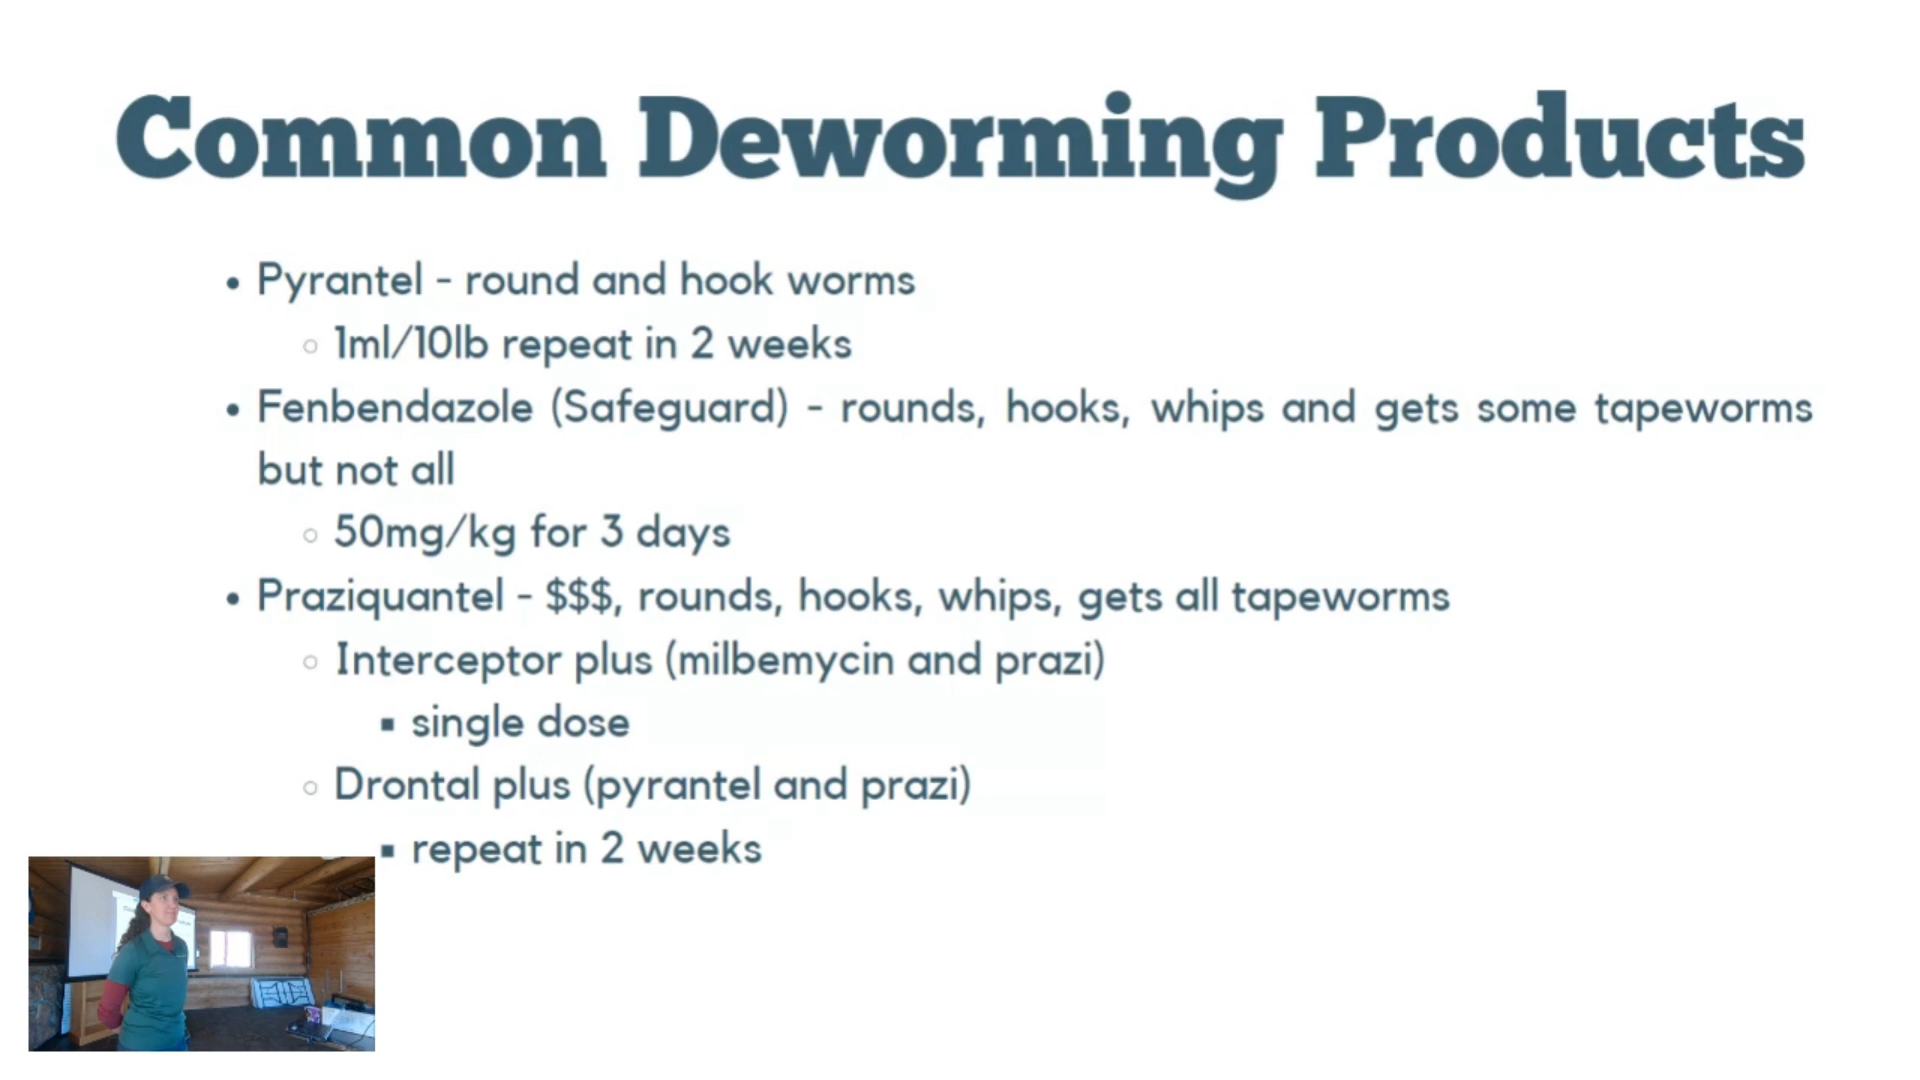 Common Deworming Products
• Pyrantel - round and hook worms
○ 1ml/10lb repeat in 2 weeks
• Fenbendazole (Safeguard) - rounds, hooks, whips and gets some tapeworms
but not all
○ 50mg/kg for 3 days
• Praziquantel - $$$, rounds, hooks, whips, gets all tapeworms
○ Interceptor plus (milbemycin and prazi)
▪ single dose
○ Drontal plus (pyrantel and prazi)
▪ repeat in 2 weeks